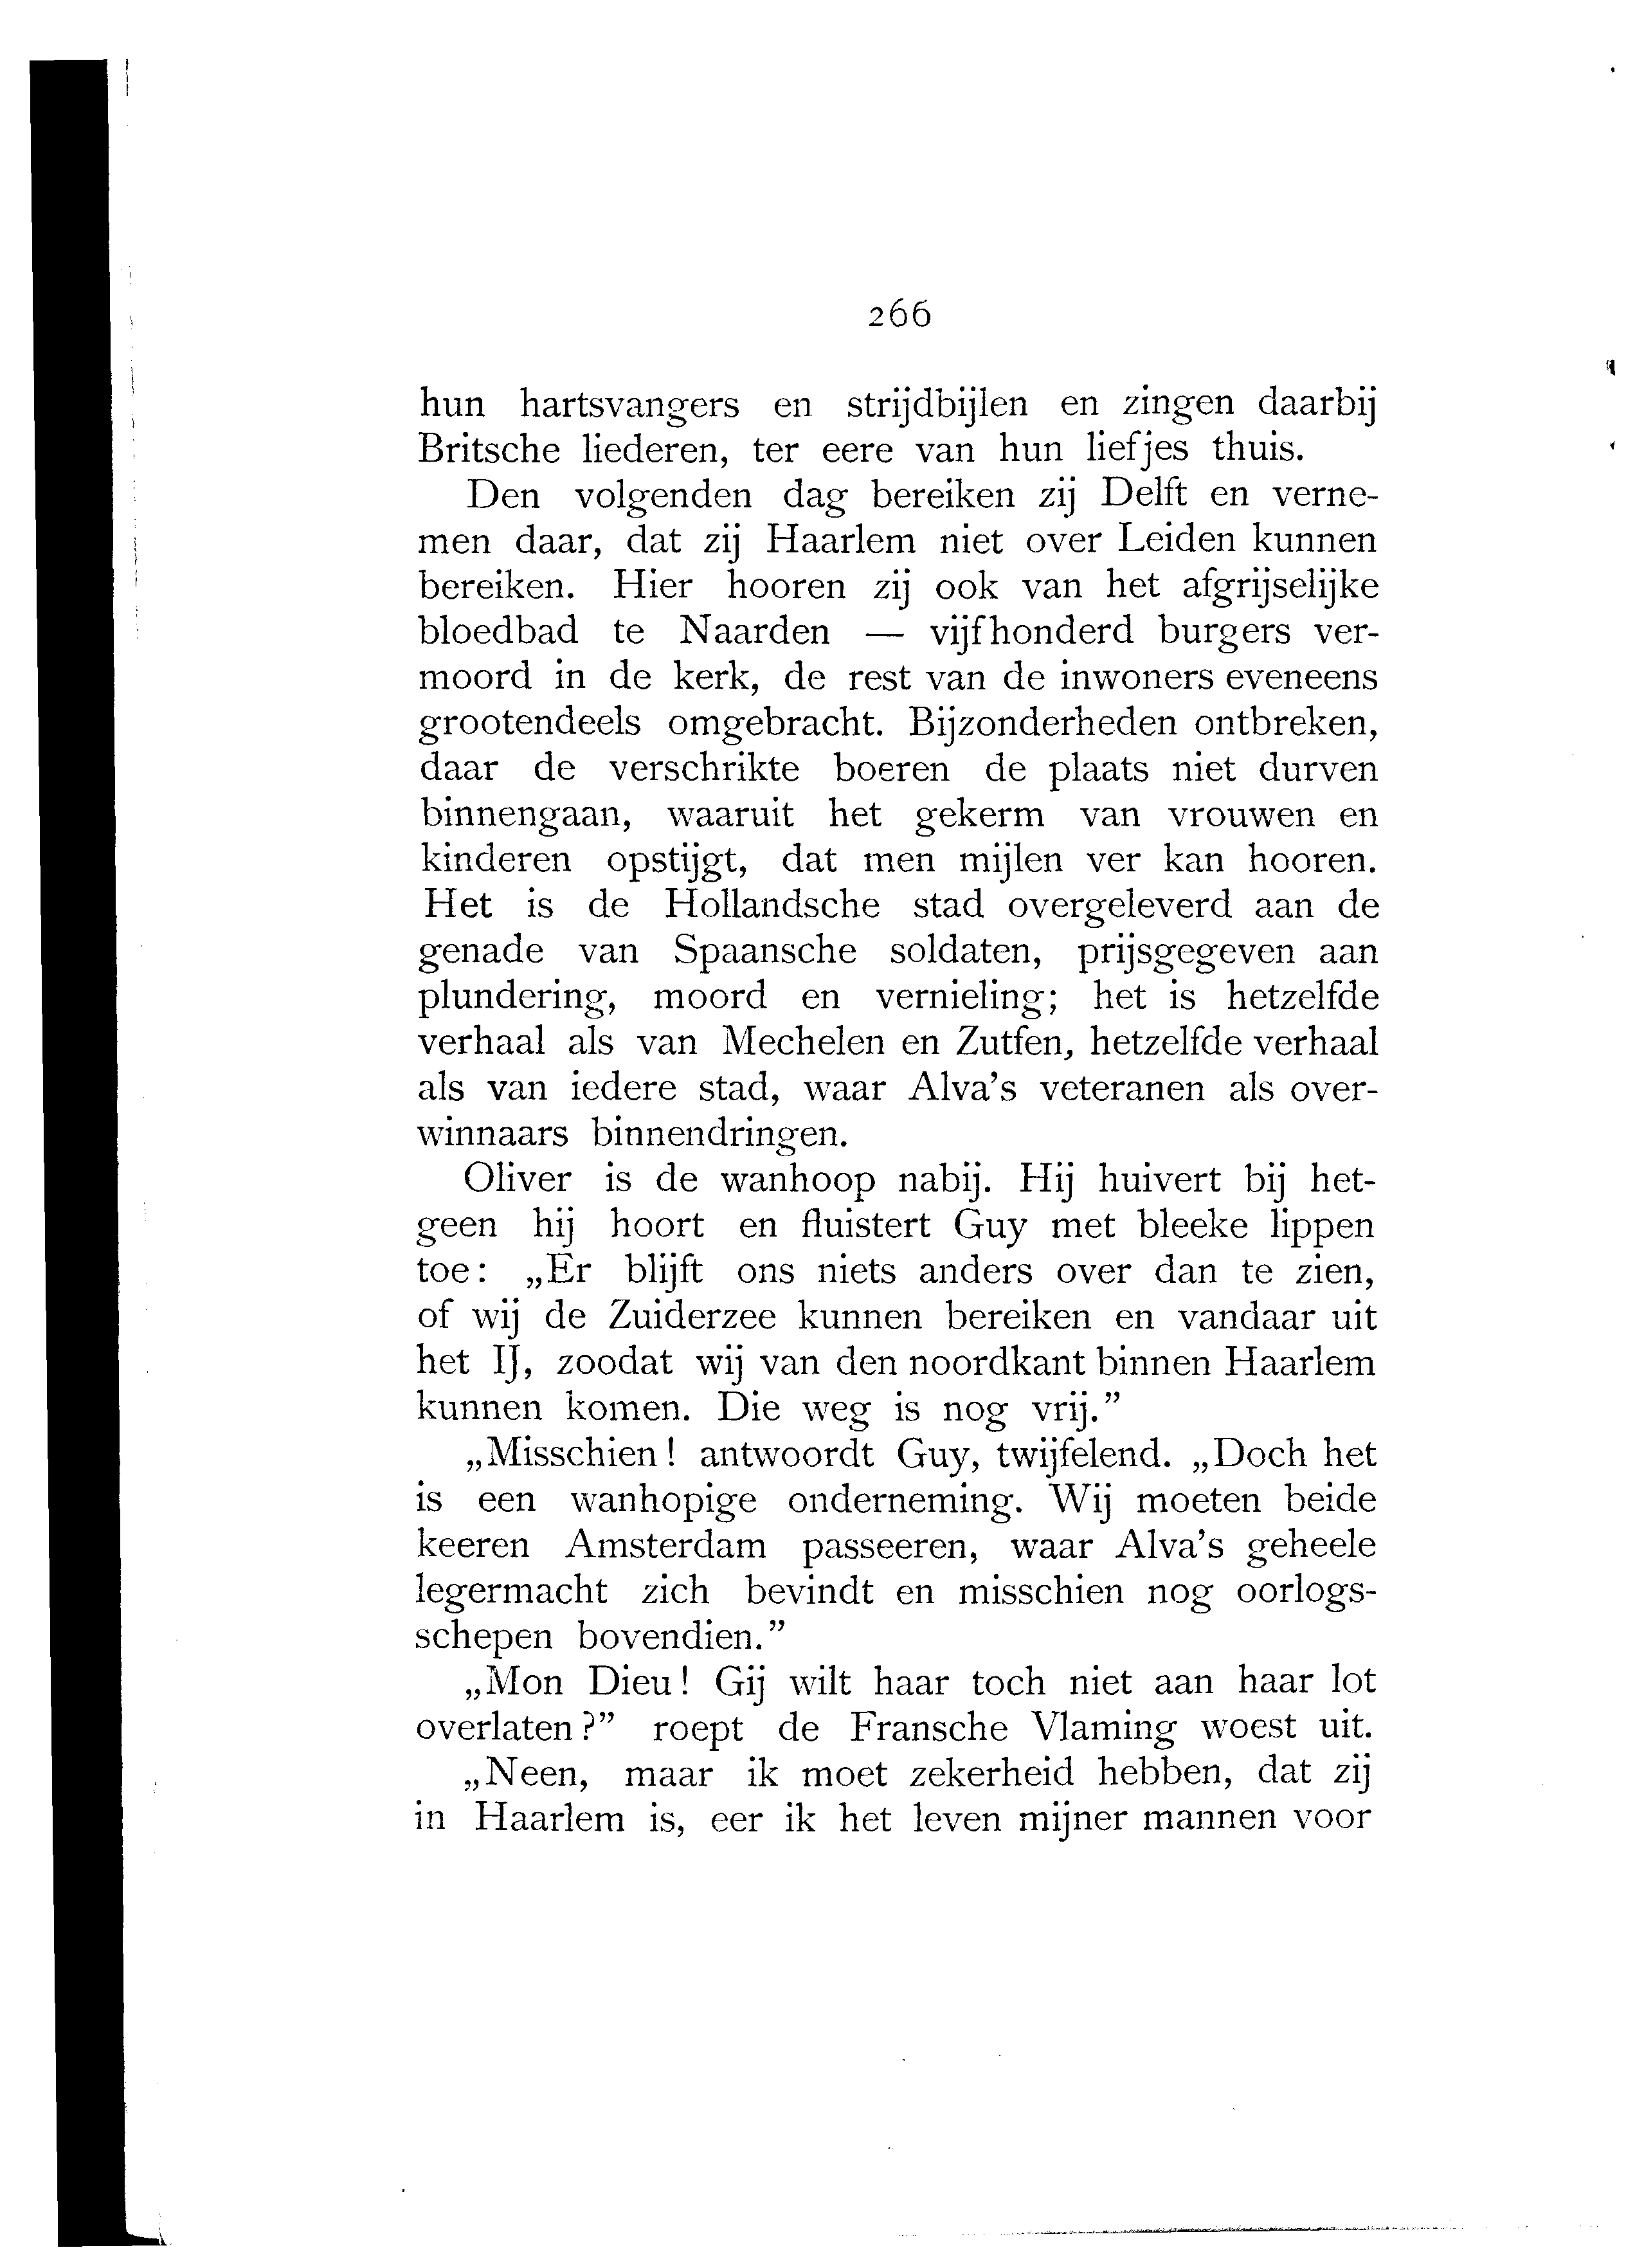 266
hun hartsvangers en strijdbijlen en zingen daarbij
Britsche liederen, ter eere van hun liefjes thuis.
Den volgenden dag bereiken zij Delft en verne-
men daar, dat zij Haarlem niet over Leiden kunnen
bereiken. Hier hooren zij ook van het afgrijselijke
bloedbad te Naarden — vijfhonderd burgers ver-
moord in de kerk, de rest van de inwoners eveneens
grootendeels omgebracht. Bijzonderheden ontbreken,
daar de verschrikte boeren de plaats niet durven
binnengaan, waaruit het gekerm van vrouwen en
kinderen opstijgt, dat men mijlen ver kan hooren.
Het is de Hollandsche stad overgeleverd aan de
genade van Spaansche soldaten, prijsgegeven aan
plundering, moord en vernieling; het is hetzelfde
verhaal als van Mechelen en Zutfen, hetzelfde verhaal
als van iedere stad, waar Alva's veteranen als over-
winnaars binnendringen.
Oliver is de wanhoop nabij. Hij huivert bij het-
geen hij hoort en fluistert Guy met bleeke lippen
toe: „Er blijft ons niets anders over dan te zien,
of wij de Zuiderzee kunnen bereiken en vandaar uit
het IJ, zoodat wij van den noordkant binnen Haarlem
kunnen komen. Die weg is nog vrij.”
„Misschien! antwoordt Guy, twijfelend. „Doch het
is een wanhopige onderneming. Wij moeten beide
keeren Amsterdam passeeren, waar Alva's geheele
legermacht zich bevindt en misschien nog oorlogs-
schepen bovendien.”
„Mon Dieu! Gij wilt haar toch niet aan haar lot
overlaten?” roept de Fransche Vlaming woest uit.
„Neen, maar ik moet zekerheid hebben, dat zij
in Haarlem is, eer ik het leven mijner mannen voor